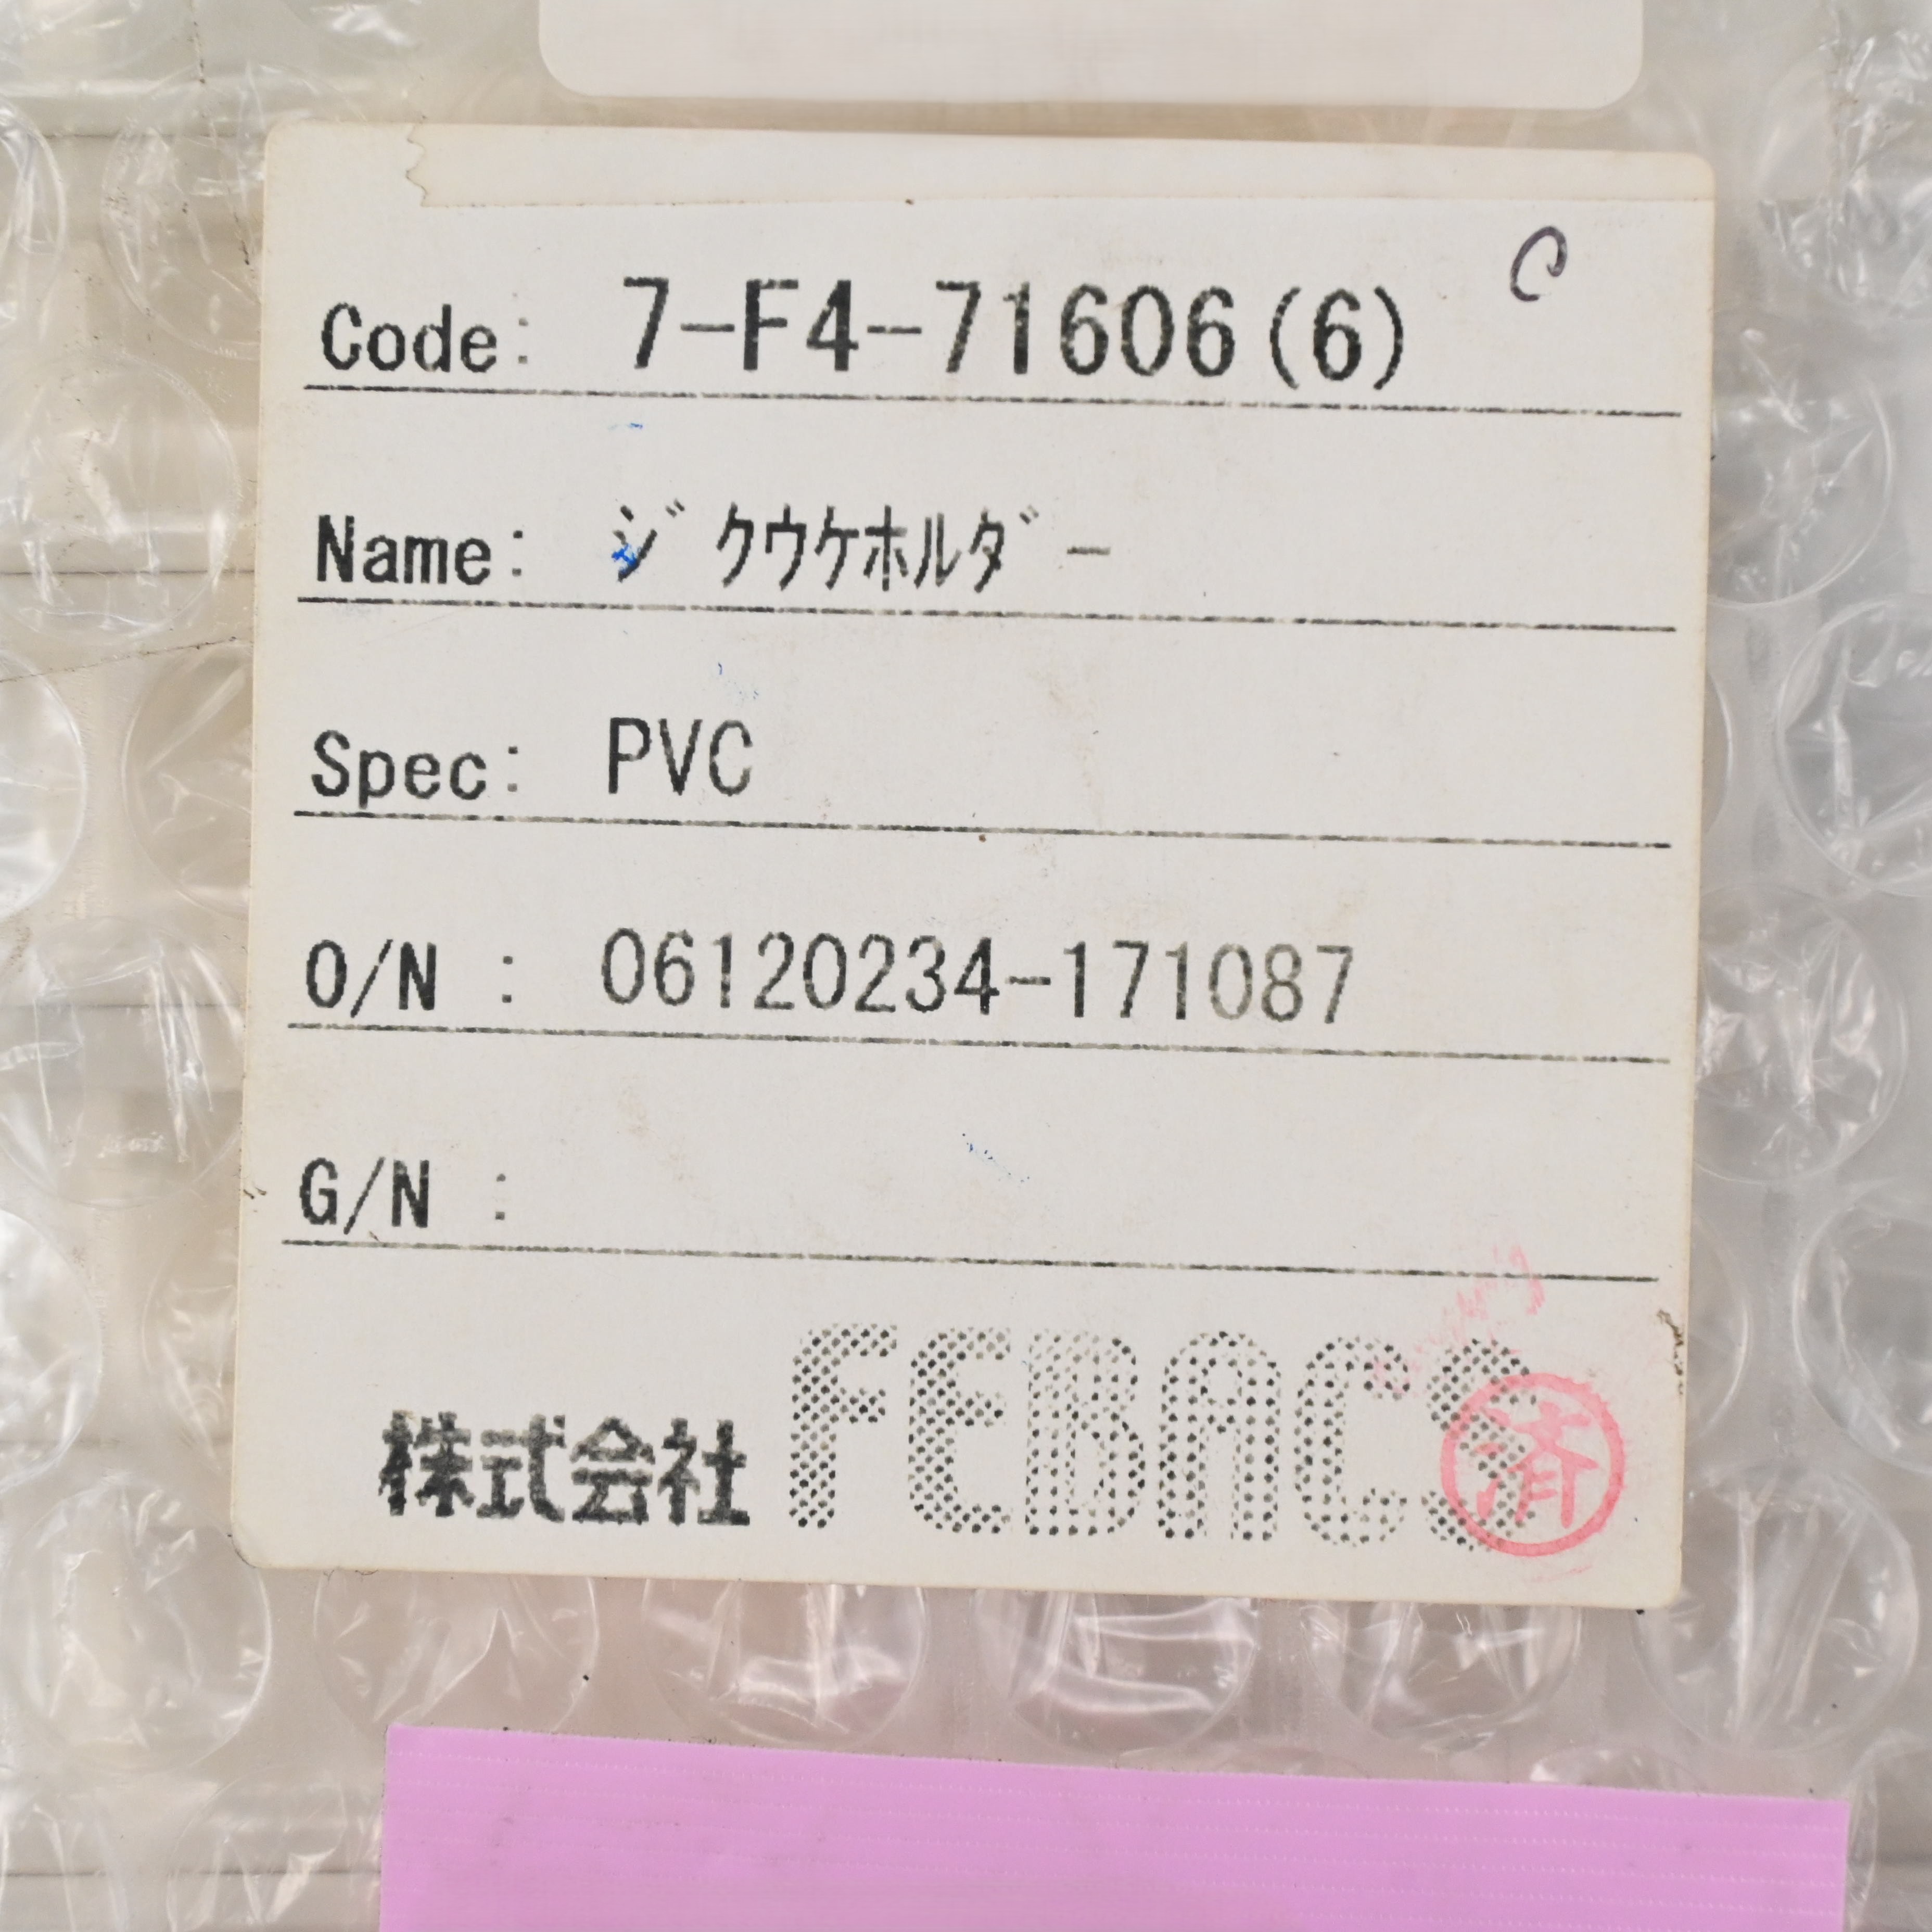 C
Code: 7-F4-71606(6)
Name: ｼﾞｸｳｹﾎﾙﾀﾞｰ
Spec: PVC
O/N : 06120234-171087
G/N :
株式会社 FEBACS
済